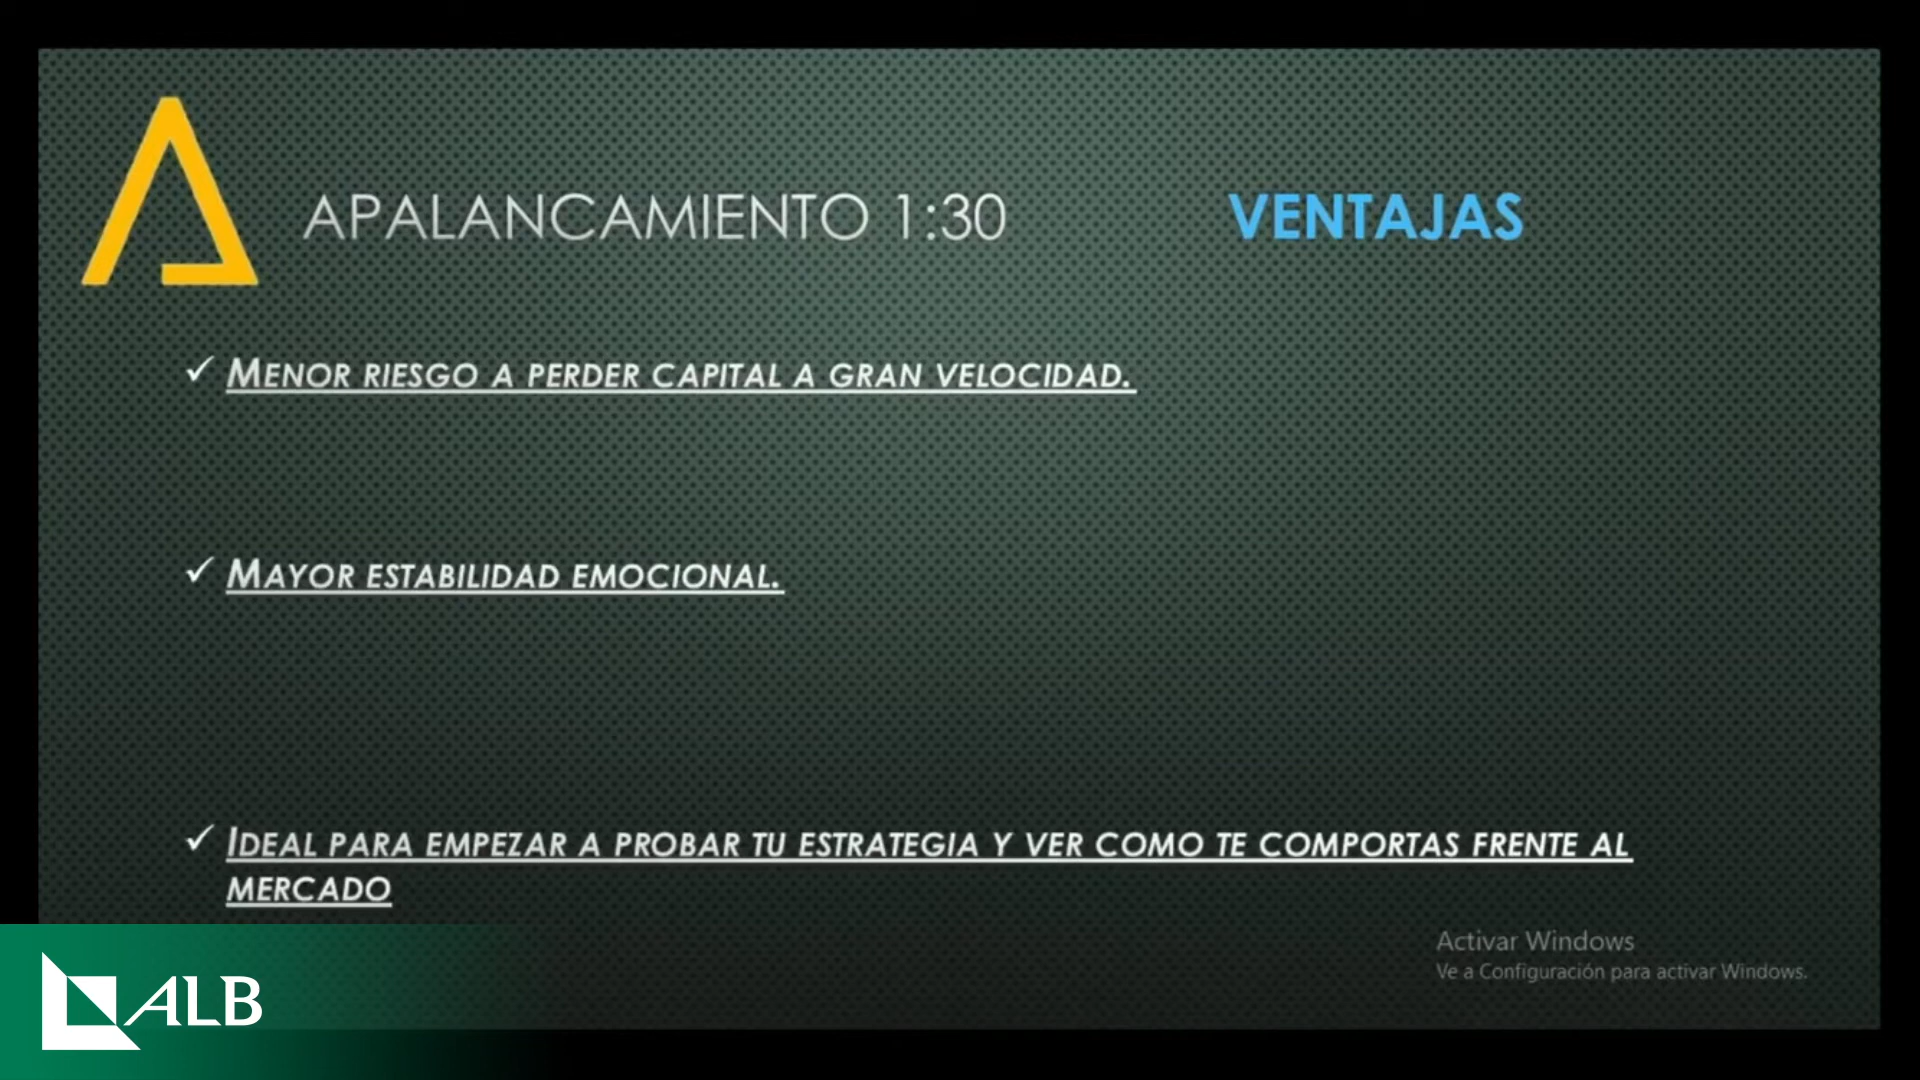 APALANCAMIENTO 1:30 VENTAJAS
✓ MENOR RIESGO A PERDER CAPITAL A GRAN VELOCIDAD.
✓ MAYOR ESTABILIDAD EMOCIONAL.
✓ IDEAL PARA EMPEZAR A PROBAR TU ESTRATEGIA Y VER COMO TE COMPORTAS FRENTE AL
MERCADO
Activar Windows
Ve a Configuración para activar Windows.
ALB